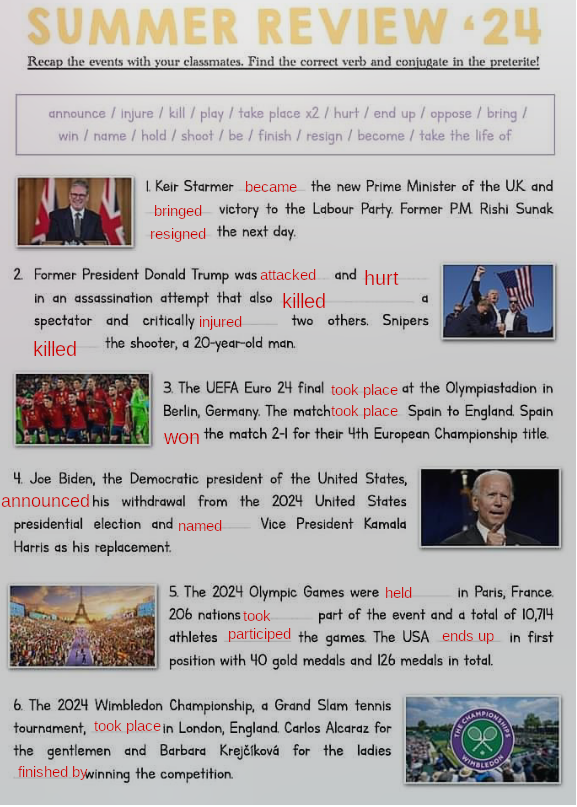 SUMMER REVIEW ‘24
Recap the events with your classmates. Find the correct verb and conjugate in the preterite!
announce / injure / kill / play / take place x2 / hurt / end up / oppose / bring /
win / name / hold / shoot / be / finish / resign / become / take the life of
1. Keir Starmer became the new Prime Minister of the U.K. and
bringed victory to the Labour Party. Former P.M. Rishi Sunak
resigned the next day.
2. Former President Donald Trump was attacked and hurt
in an assassination attempt that also killed a
spectator and critically injured two others. Snipers
killed the shooter, a 20-year-old man.
3. The UEFA Euro 24 final took place at the Olympiastadion in
Berlin, Germany. The match took place Spain to England. Spain
won the match 2-1 for their 4th European Championship title.
4. Joe Biden, the Democratic president of the United States,
announced his withdrawal from the 2024 United States
presidential election and named Vice President Kamala
Harris as his replacement.
5. The 2024 Olympic Games were held in Paris, France.
206 nations took part of the event and a total of 10,714
athletes participed the games. The USA ends up in first
position with 40 gold medals and 126 medals in total.
6. The 2024 Wimbledon Championship, a Grand Slam tennis
tournament, took place in London, England. Carlos Alcaraz for
the gentlemen and Barbara Krejčíková for the ladies
finished by winning the competition.
THE CHAMPIONSHIPS
WIMBLEDON